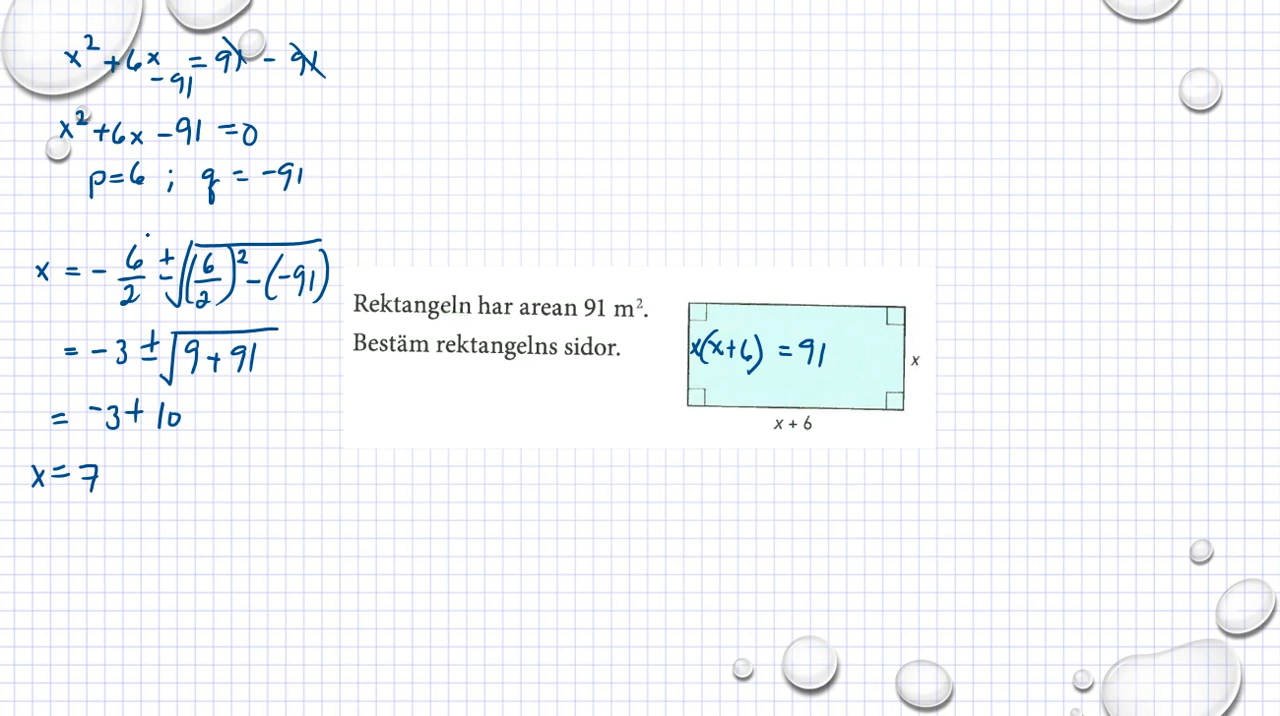 x² + 6x - 91 = 91 - 91
x² + 6x - 91 = 0
p = 6 ; q = -91
x = - 6/2 ± √((6/2)² - (-91))
= -3 ± √(9 + 91)
= -3 + 10
x = 7
Rektangeln har arean 91 m².
Bestäm rektangelns sidor.
x(x+6) = 91
x
x + 6